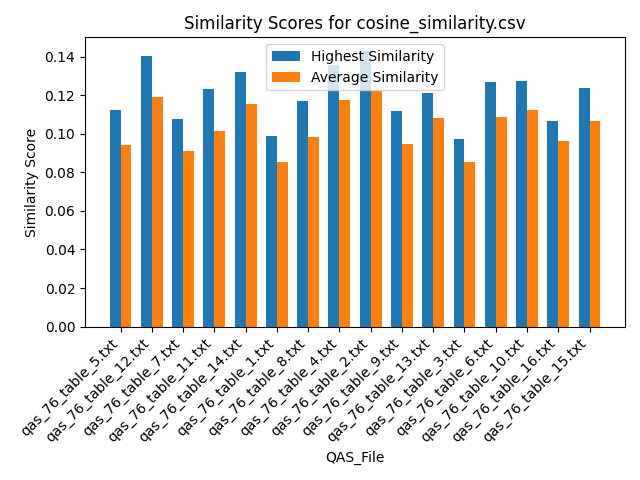 Similarity Scores for cosine_similarity.csv
Highest Similarity
Average Similarity
Similarity Score
0.14
0.12
0.10
0.08
0.06
0.04
0.02
0.00
qas_76_table_5.txt
qas_76_table_12.txt
qas_76_table_7.txt
qas_76_table_11.txt
qas_76_table_14.txt
qas_76_table_1.txt
qas_76_table_8.txt
qas_76_table_4.txt
qas_76_table_2.txt
qas_76_table_9.txt
qas_76_table_13.txt
qas_76_table_3.txt
qas_76_table_6.txt
qas_76_table_10.txt
qas_76_table_16.txt
qas_76_table_15.txt
QAS_File